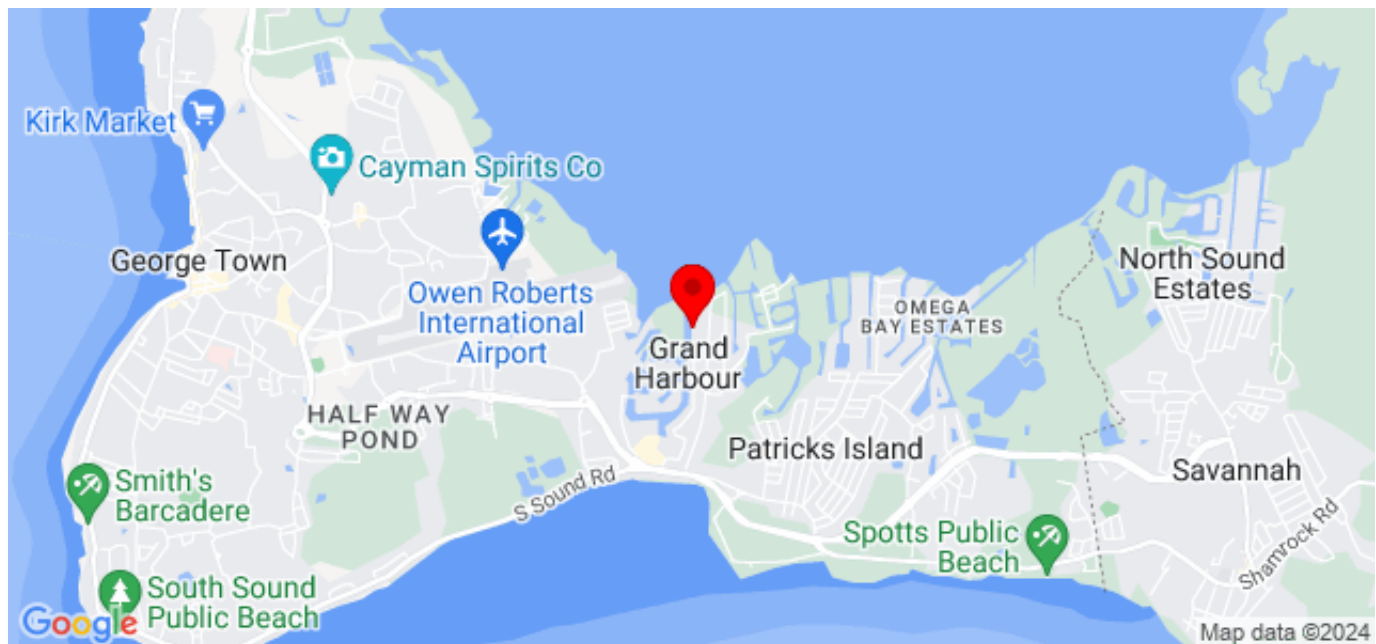 Kirk Market
Cayman Spirits Co
George Town
Owen Roberts
International
Airport
North Sound
Estates
OMEGA
BAY ESTATES
Grand
Harbour
HALF WAY
POND
Patricks Island
Savannah
Smith's
Barcadere
S Sound Rd
Spotts Public
Beach
Shamrock Rd
South Sound
Public Beach
Google
Map data ©2024